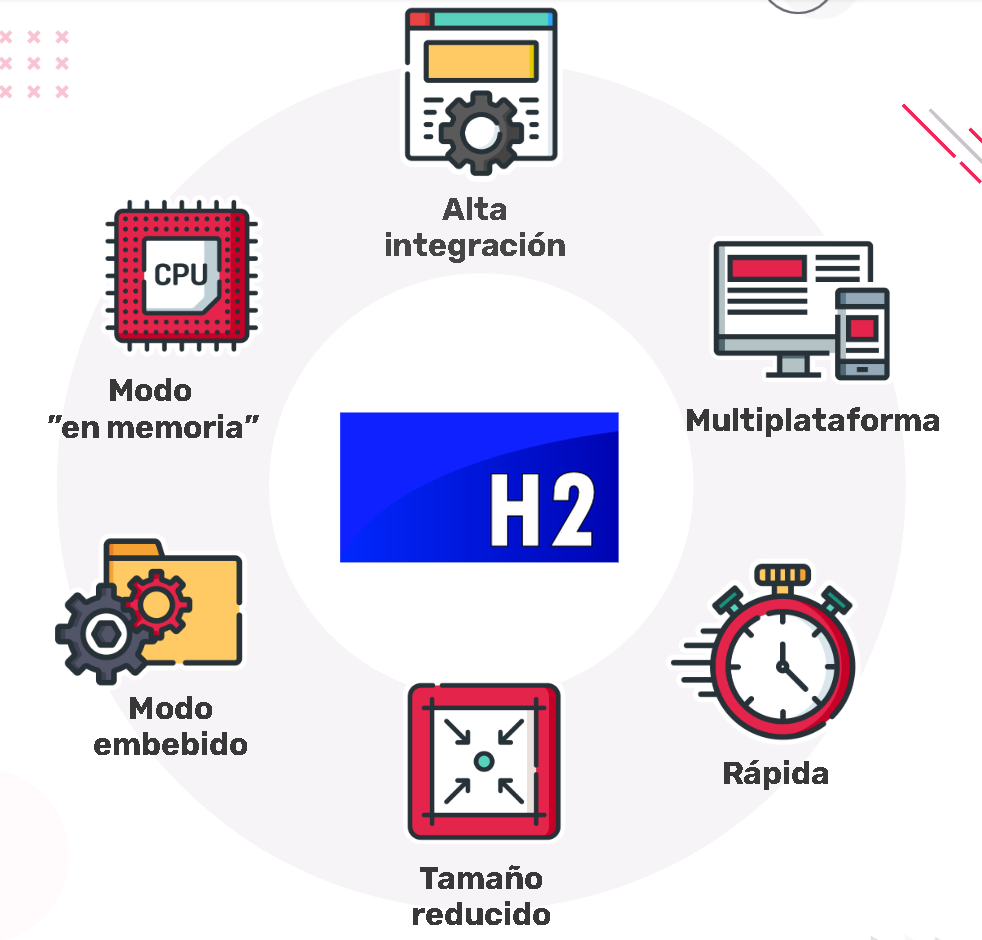 Alta
integración
CPU
Modo
”en memoria”
Multiplataforma
H2
Modo
embebido
Rápida
Tamaño
reducido